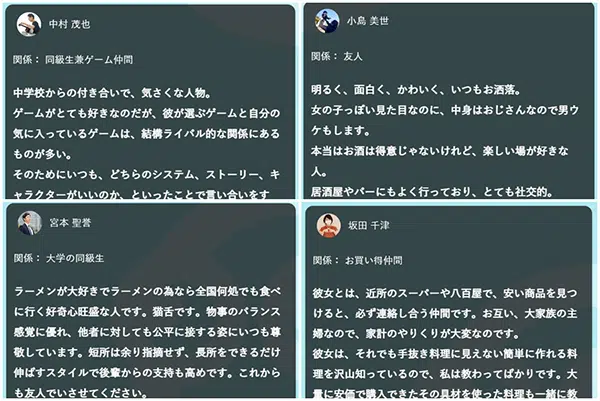 中村 茂也
関係： 同級生兼ゲーム仲間
中学校からの付き合いで、気さくな人物。
ゲームがとても好きなのだが、彼が選ぶゲームと自分の
気に入っているゲームは、結構ライバル的な関係にある
ものが多い。
そのためにいつも、どちらのシステム、ストーリー、キ
ャラクターがいいのか、といったことで言い合いをす
小島 美世
関係： 友人
明るく、面白く、かわいく、いつもお洒落。
女の子っぽい見た目なのに、中身はおじさんなので男ウ
ケもします。
本当はお酒は得意じゃないけれど、楽しい場が好きな
人。
居酒屋やバーにもよく行っており、とても社交的。
宮本 聖誉
関係： 大学の同級生
ラーメンが大好きでラーメンの為なら全国何処でも食べ
に行く好奇心旺盛な人です。猫舌です。物事のバランス
感覚に優れ、他者に対しても公平に接する姿にいつも尊
敬しています。短所は余り指摘せず、長所をできるだけ
伸ばすスタイルで後輩からの支持も高めです。これから
も友人でいさせてください。
坂田 千津
関係： お買い得仲間
彼女とは、近所のスーパーや八百屋で、安い商品を見つ
けると、必ず連絡し合う仲間です。お互い、大家族の主
婦なので、家計のやりくりが大変なのです。
彼女は、それでも手抜き料理に見えない簡単に作れる料
理を沢山知っているので、私は教わってばかりです。大
量に安価で購入できたその具材を使った料理も一緒に教